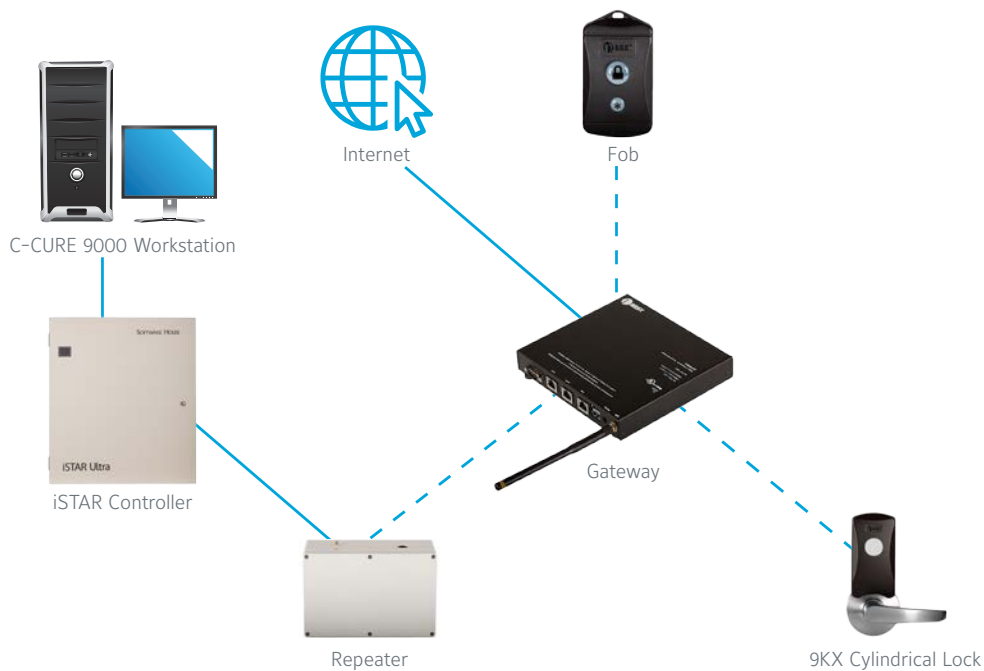 Internet
Fob
C-CURE 9000 Workstation
SOFTWARE HOUSE
iSTAR Ultra
iSTAR Controller
Gateway
Repeater
9KX Cylindrical Lock